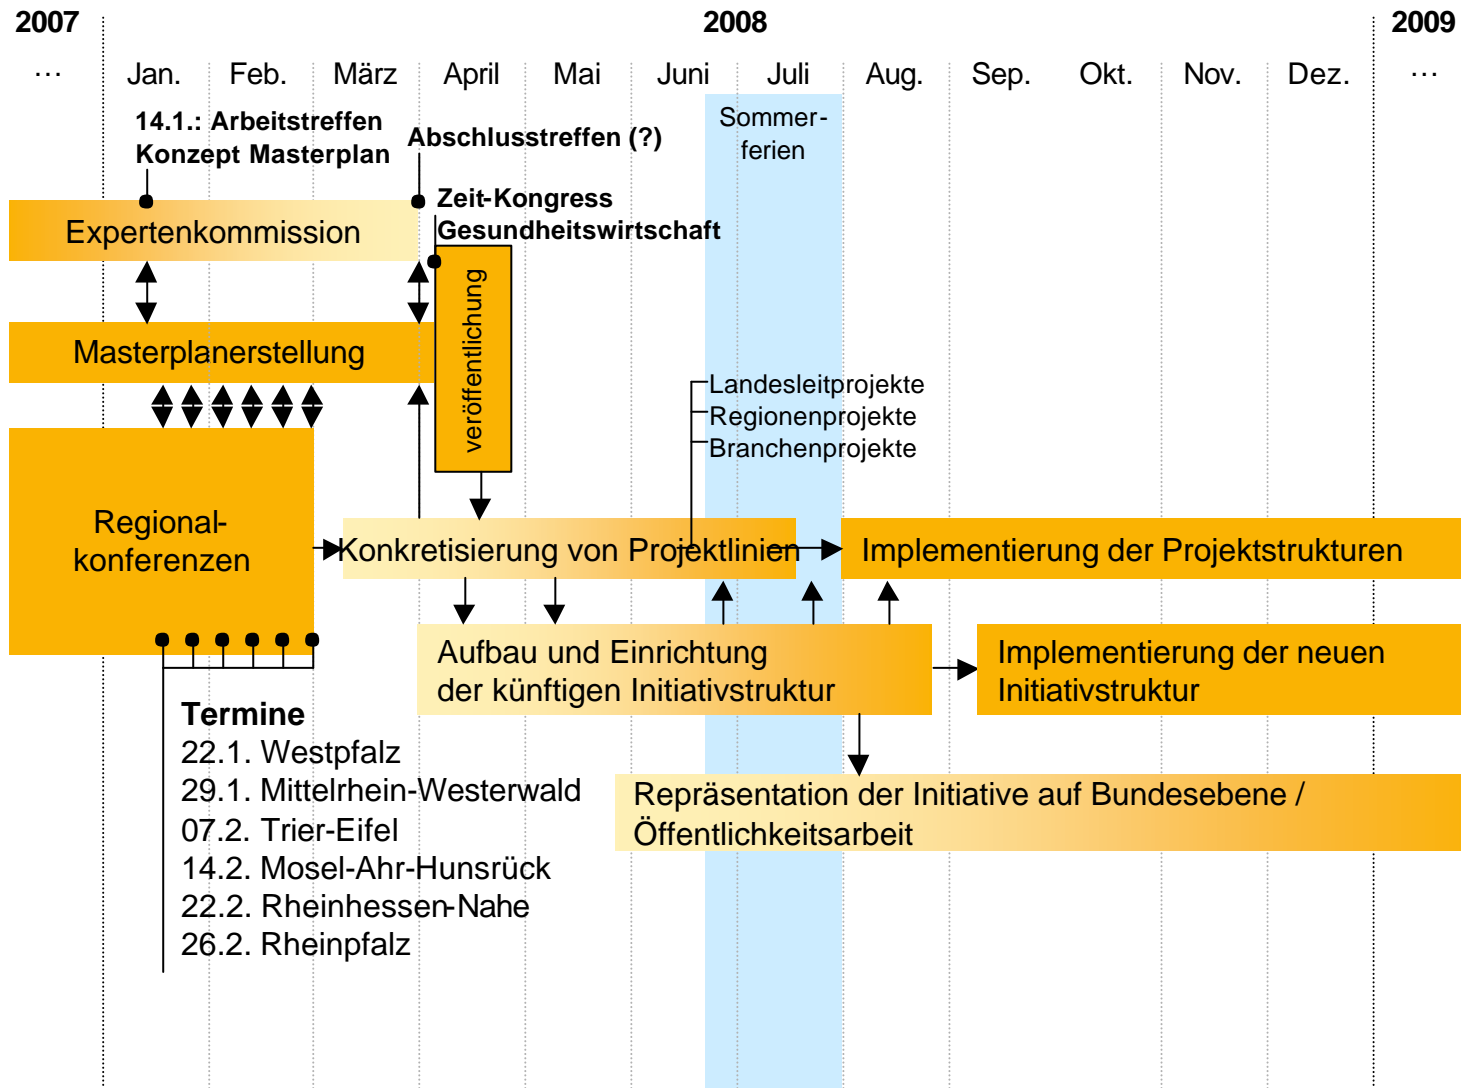 2007
2008
2009
…
Jan.
Feb.
März
April
Mai
Juni
Juli
Aug.
Sep.
Okt.
Nov.
Dez.
…
14.1.: Arbeitstreffen
Konzept Masterplan
Abschlusstreffen (?)
Sommer-
ferien
Zeit-Kongress
Gesundheitswirtschaft
Expertenkommission
veröffentlichung
Masterplanerstellung
Landesleitprojekte
Regionenprojekte
Branchenprojekte
Regional-
konferenzen
Konkretisierung von Projektlinien
Implementierung der Projektstrukturen
Aufbau und Einrichtung
der künftigen Initiativstruktur
Implementierung der neuen
Initiativstruktur
Termine
22.1. Westpfalz
29.1. Mittelrhein-Westerwald
07.2. Trier-Eifel
14.2. Mosel-Ahr-Hunsrück
22.2. Rheinhessen-Nahe
26.2. Rheinpfalz
Repräsentation der Initiative auf Bundesebene /
Öffentlichkeitsarbeit